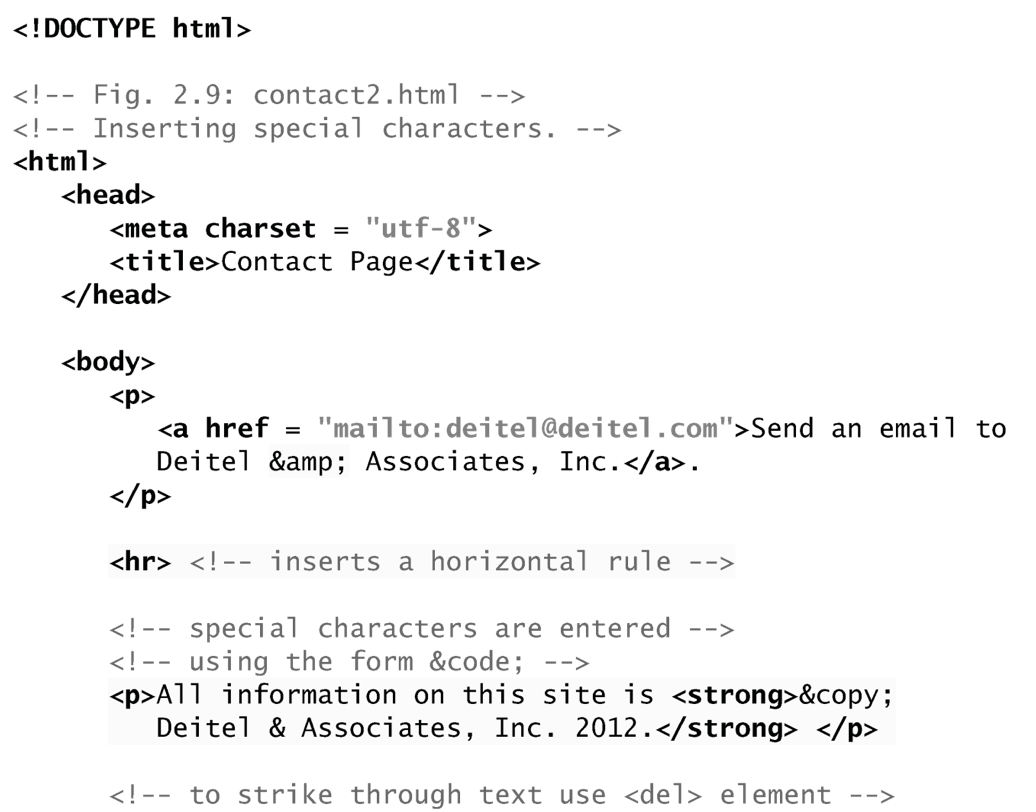 <!DOCTYPE html>
<!-- Fig. 2.9: contact2.html -->
<!-- Inserting special characters. -->
<html>
<head>
<meta charset = "utf-8">
<title>Contact Page</title>
</head>
<body>
<p>
<a href = "mailto:deitel@deitel.com">Send an email to
Deitel &amp; Associates, Inc.</a>.
</p>
<hr> <!-- inserts a horizontal rule -->
<!-- special characters are entered -->
<!-- using the form &code; -->
<p>All information on this site is <strong>&copy;
Deitel & Associates, Inc. 2012.</strong> </p>
<!-- to strike through text use <del> element -->